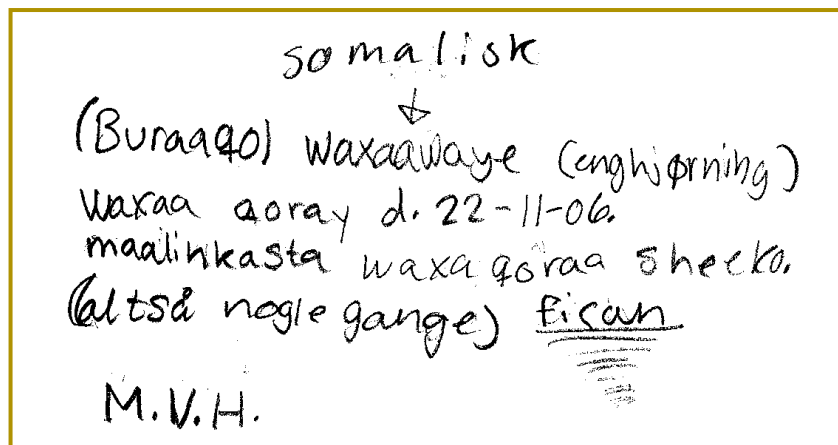 somalisk
(Buraaqo) waxaawaye (enghjørning)
waxaa qoray d. 22-11-06.
maalinkasta waxa qoraa sheeko.
(altså nogle gange) fican
M.V.H.